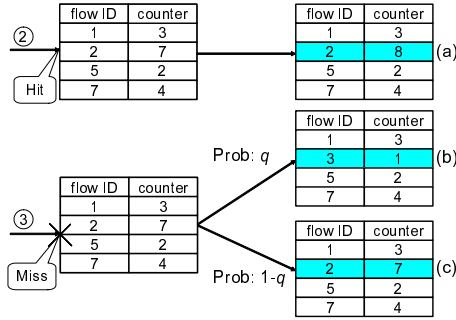 flow ID counter
1 3
2 7
5 2
7 4
②
Hit
flow ID counter
1 3
2 8
5 2
7 4
(a)
Prob: q
flow ID counter
1 3
3 1
5 2
7 4
(b)
flow ID counter
1 3
2 7
5 2
7 4
③
Miss
Prob: 1-q
flow ID counter
1 3
2 7
5 2
7 4
(c)